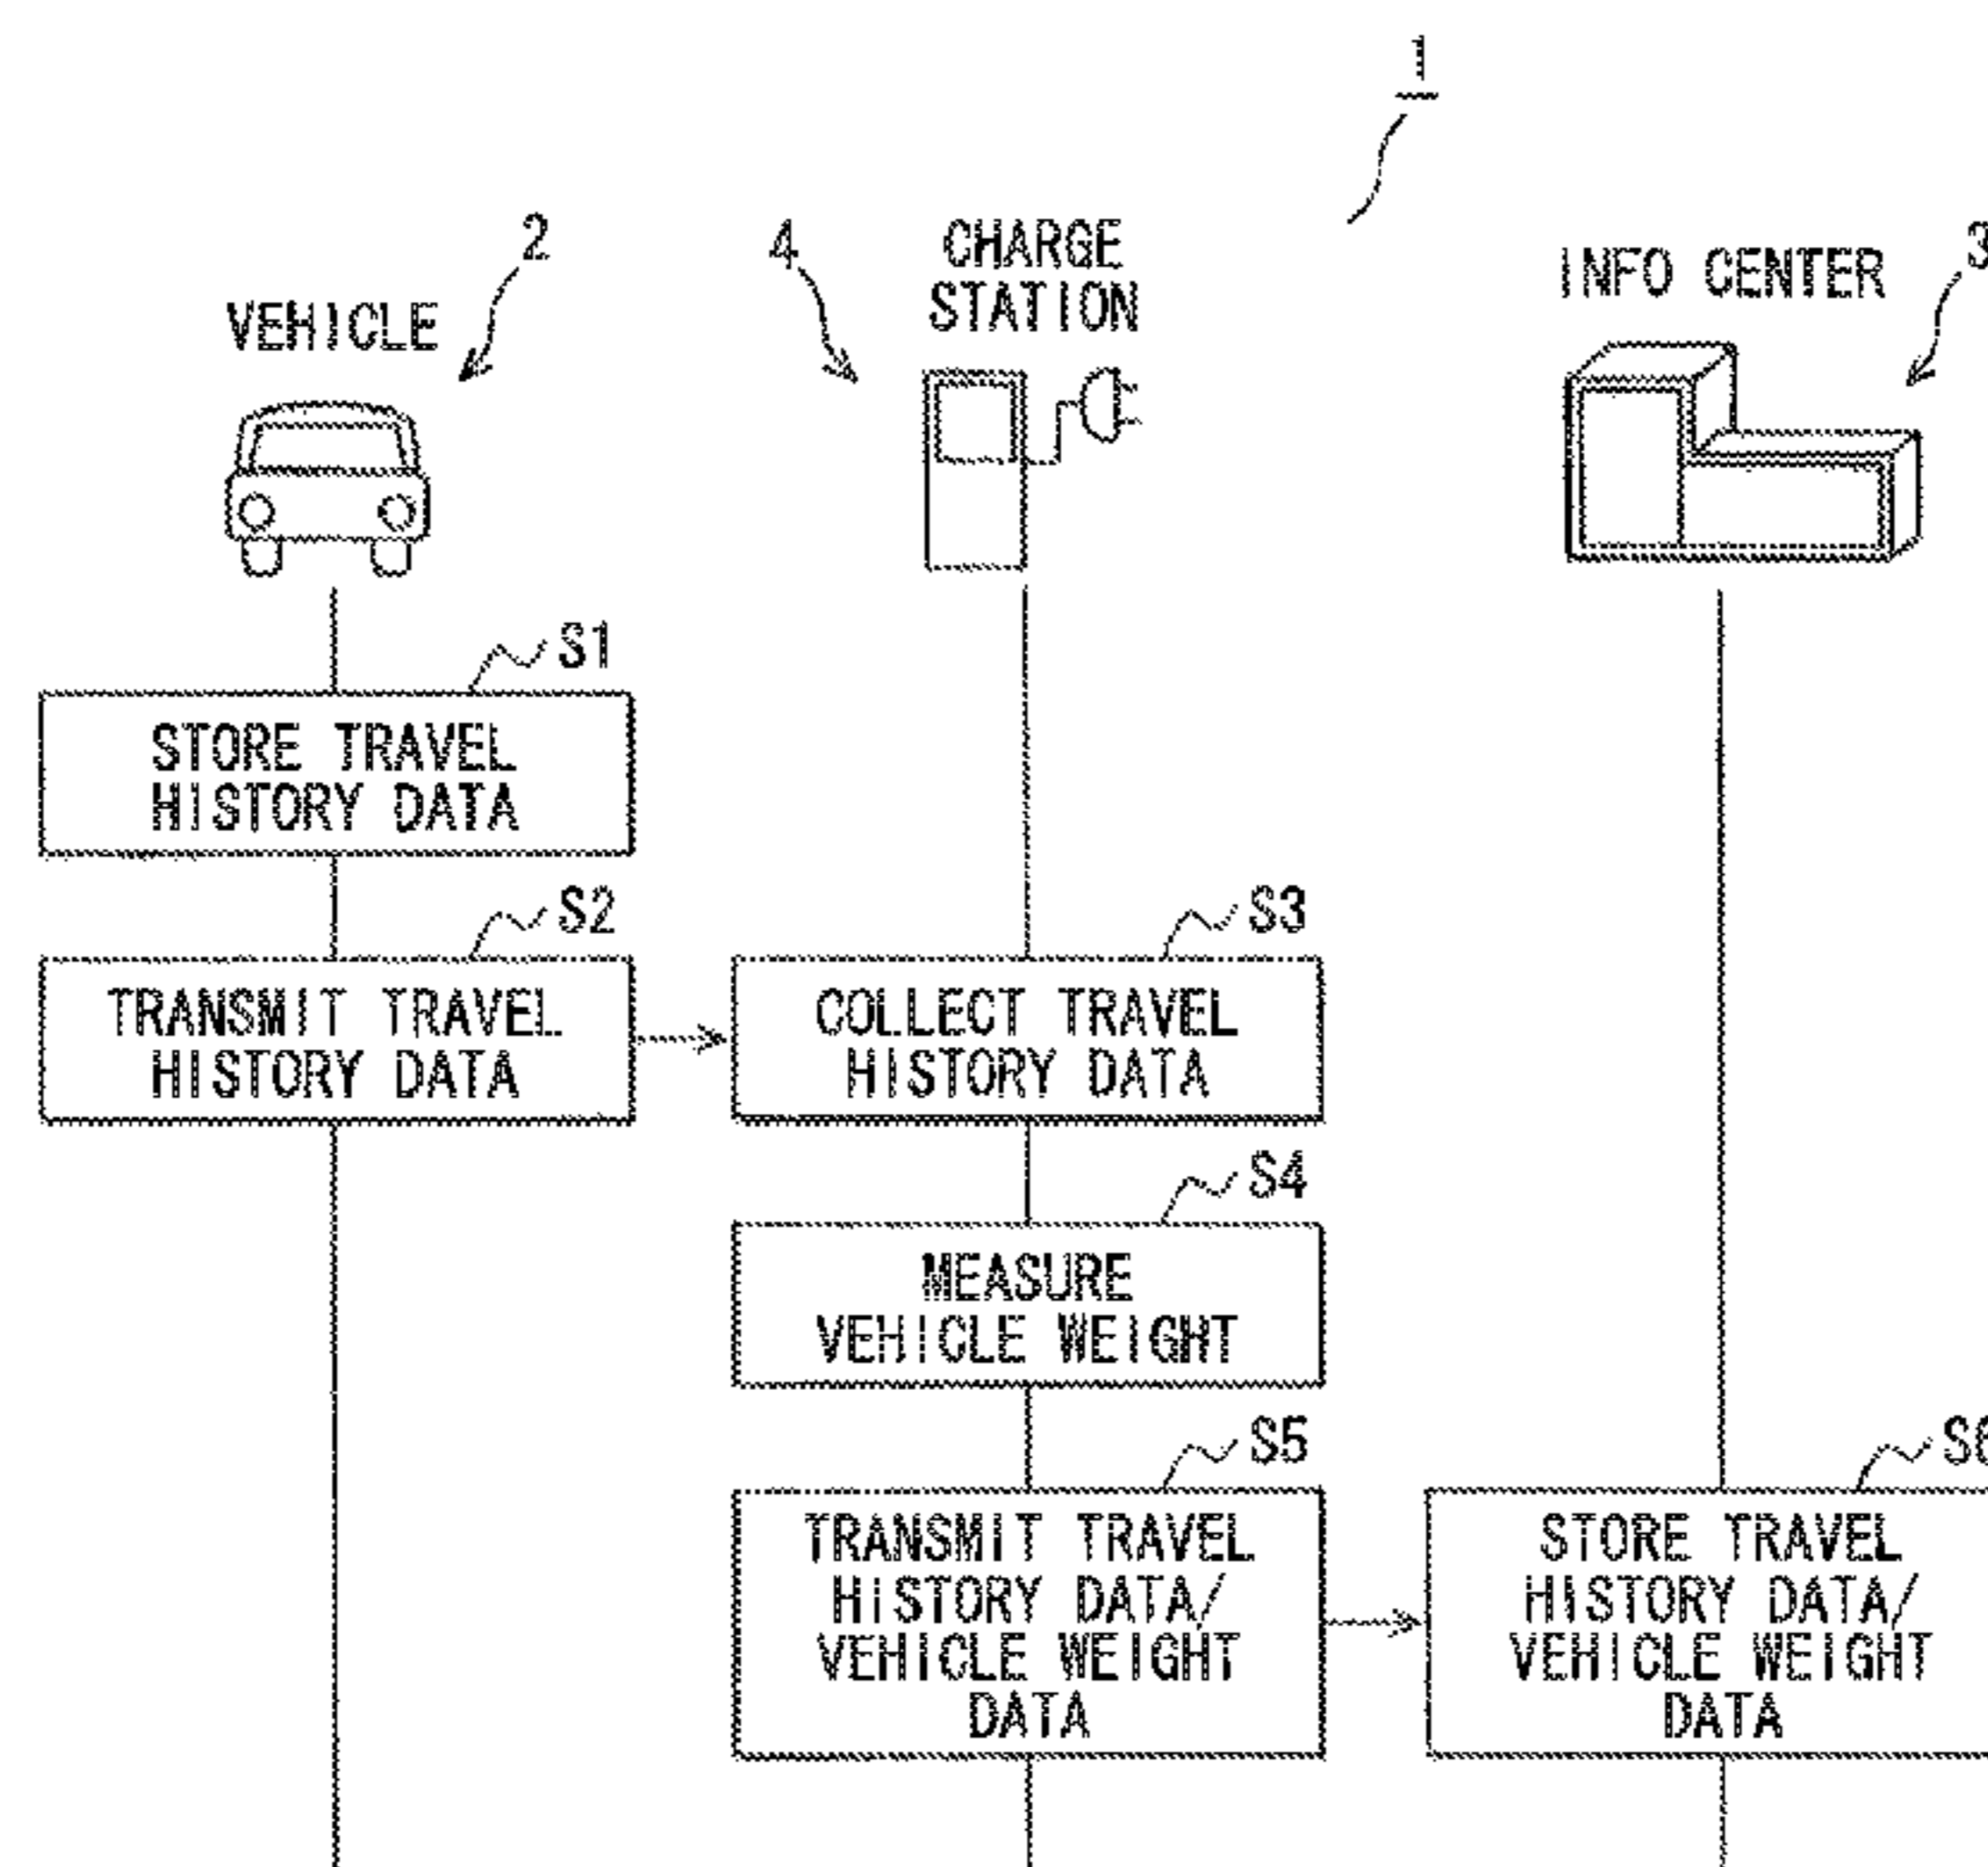 1
2
4
CHARGE
STATION
INFO CENTER
3
VEHICLE
S1
STORE TRAVEL
HISTORY DATA
S2
S3
TRANSMIT TRAVEL
HISTORY DATA
COLLECT TRAVEL
HISTORY DATA
S4
MEASURE
VEHICLE WEIGHT
S5
S6
TRANSMIT TRAVEL
HISTORY DATA/
VEHICLE WEIGHT
DATA
STORE TRAVEL
HISTORY DATA/
VEHICLE WEIGHT
DATA